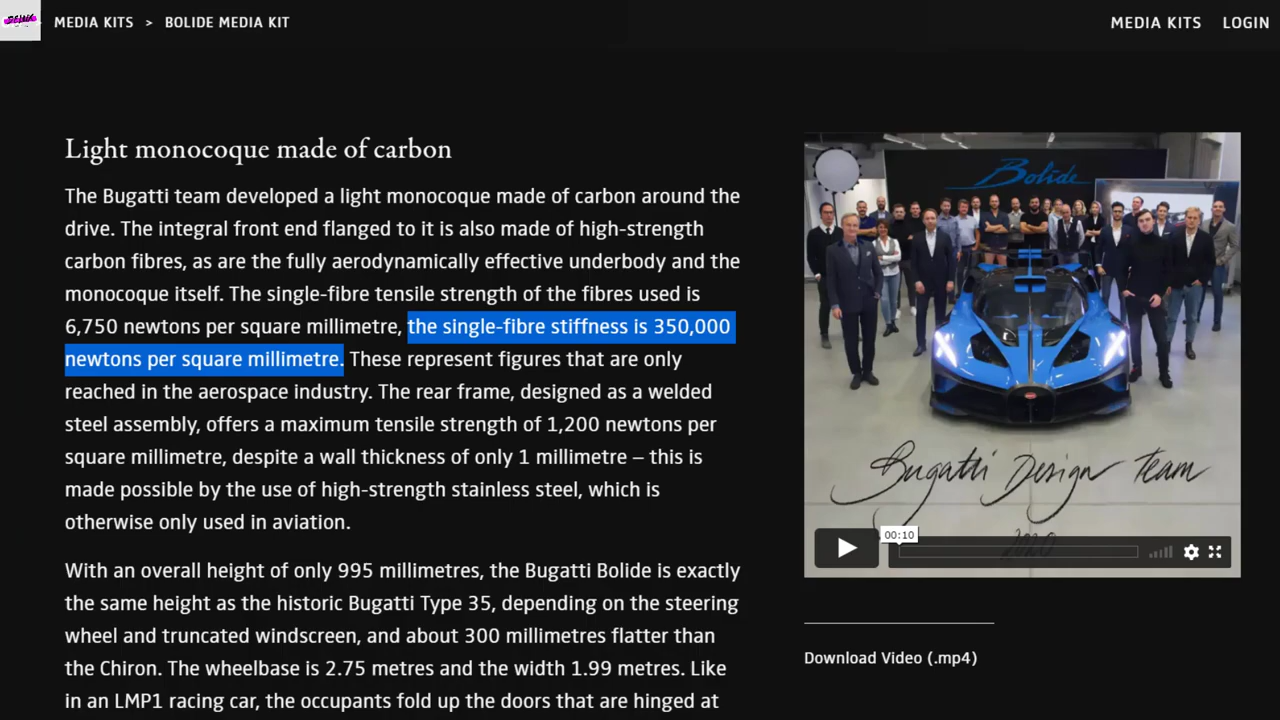 MEDIA KITS > BOLIDE MEDIA KIT
MEDIA KITS LOGIN
Light monocoque made of carbon
The Bugatti team developed a light monocoque made of carbon around the
drive. The integral front end flanged to it is also made of high-strength
carbon fibres, as are the fully aerodynamically effective underbody and the
monocoque itself. The single-fibre tensile strength of the fibres used is
6,750 newtons per square millimetre, the single-fibre stiffness is 350,000
newtons per square millimetre. These represent figures that are only
reached in the aerospace industry. The rear frame, designed as a welded
steel assembly, offers a maximum tensile strength of 1,200 newtons per
square millimetre, despite a wall thickness of only 1 millimetre – this is
made possible by the use of high-strength stainless steel, which is
otherwise only used in aviation.
With an overall height of only 995 millimetres, the Bugatti Bolide is exactly
the same height as the historic Bugatti Type 35, depending on the steering
wheel and truncated windscreen, and about 300 millimetres flatter than
the Chiron. The wheelbase is 2.75 metres and the width 1.99 metres. Like
in an LMP1 racing car, the occupants fold up the doors that are hinged at
Bolide
Bugatti Design Team
2020
00:10
Download Video (.mp4)